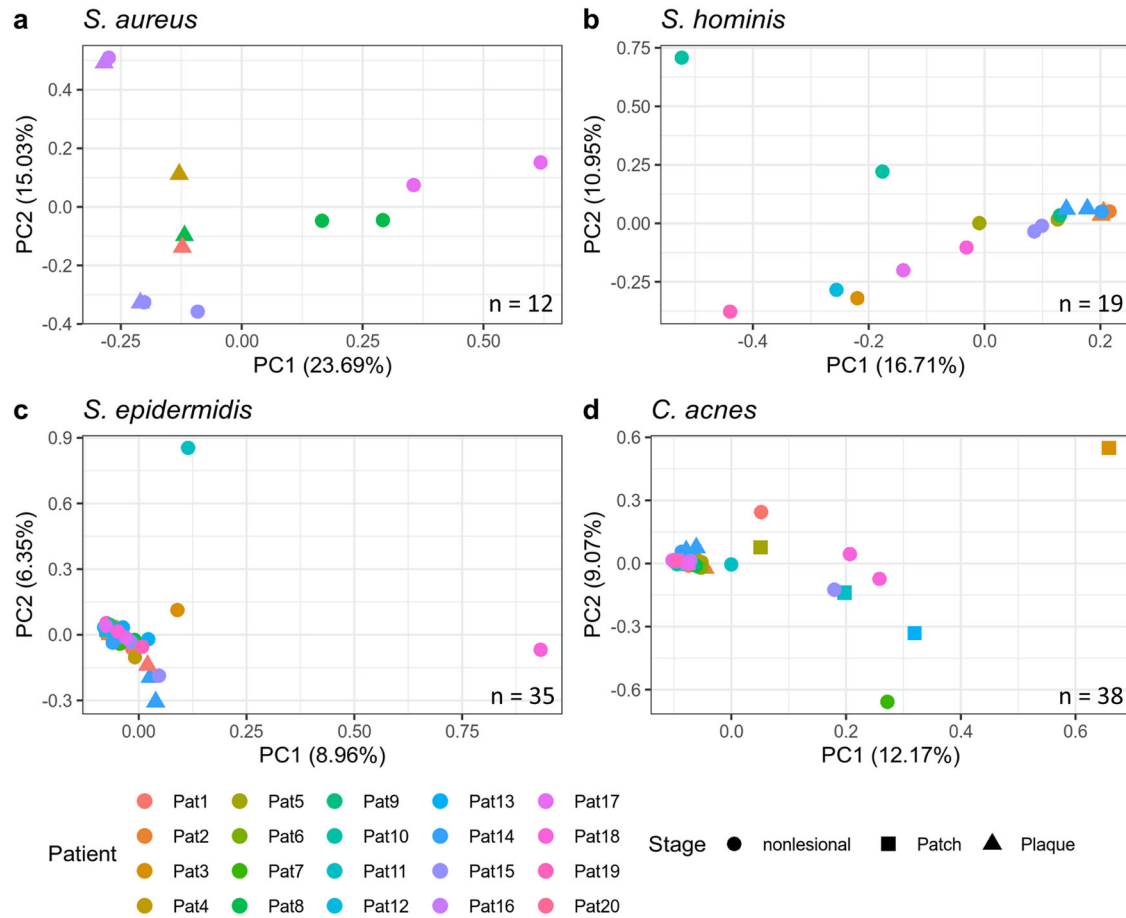 a S. aureus
0.4
0.2
0.0
-0.2
-0.4
PC2 (15.03%)
n = 12
-0.25 0.00 0.25 0.50
PC1 (23.69%)
b S. hominis
0.75
0.50
0.25
0.00
-0.25
PC2 (10.95%)
n = 19
-0.4 -0.2 0.0 0.2
PC1 (16.71%)
c S. epidermidis
0.9
0.6
0.3
0.0
-0.3
PC2 (6.35%)
n = 35
0.00 0.25 0.50 0.75
PC1 (8.96%)
d C. acnes
0.6
0.3
0.0
-0.3
-0.6
PC2 (9.07%)
n = 38
0.0 0.2 0.4 0.6
PC1 (12.17%)
Patient
Pat1 Pat5 Pat9 Pat13 Pat17
Pat2 Pat6 Pat10 Pat14 Pat18
Pat3 Pat7 Pat11 Pat15 Pat19
Pat4 Pat8 Pat12 Pat16 Pat20
Stage nonlesional Patch Plaque